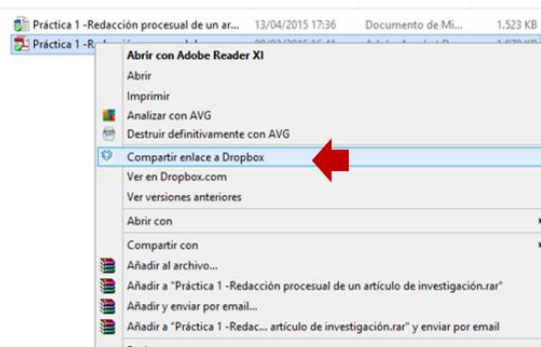 Práctica 1 -Redacción procesual de un ar... 13/04/2015 17:36 Documento de Mi... 1.523 KB
Práctica 1 -R
Abrir con Adobe Reader XI
Abrir
Imprimir
Analizar con AVG
Destruir definitivamente con AVG
Compartir enlace a Dropbox
Ver en Dropbox.com
Ver versiones anteriores
Abrir con
Compartir con
Añadir al archivo...
Añadir a "Práctica 1 -Redacción procesual de un artículo de investigación.rar"
Añadir y enviar por email...
Añadir a "Práctica 1 -Redac... artículo de investigación.rar" y enviar por email